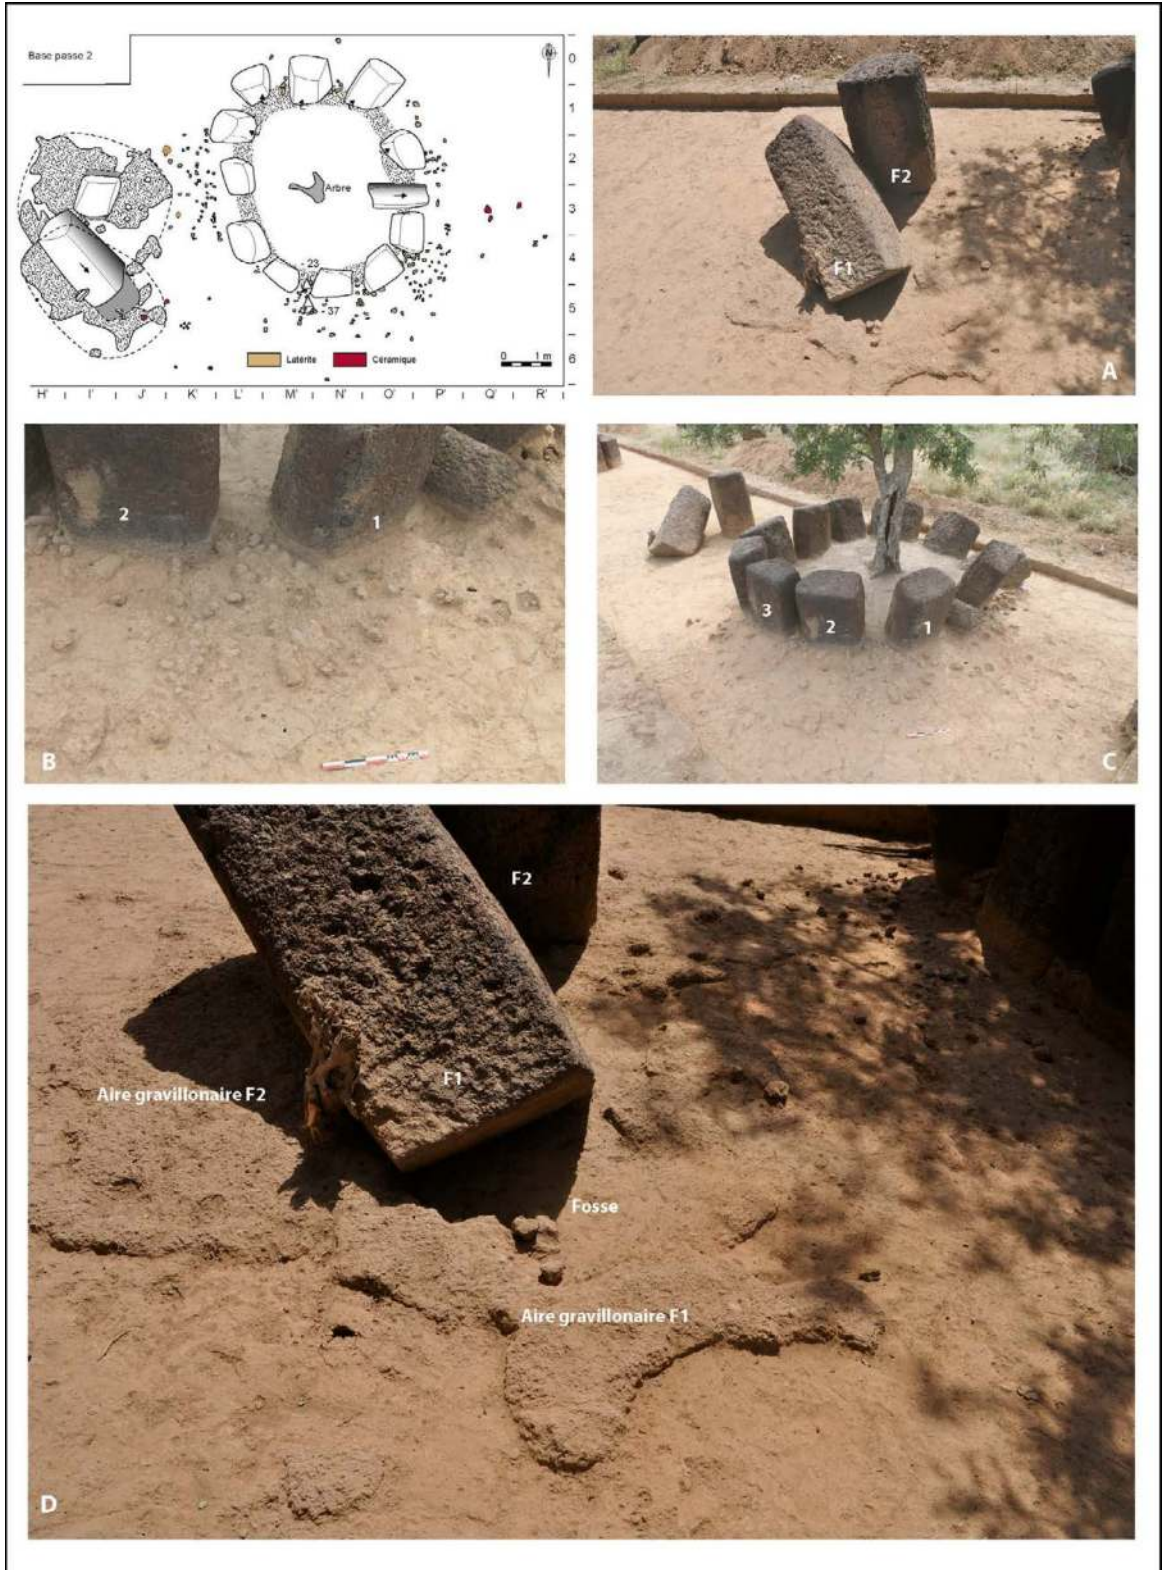 Base passe 2
N
0
1
2
3
4
5
6
Arbre
- 23
- 37
Latérite
Céramique
0 1 m
H' I' J' K' L' M' N' O' P' Q' R'
F2
F1
A
2
1
B
3
2
1
C
F2
F1
Aire gravillonaire F2
Fosse
Aire gravillonaire F1
D